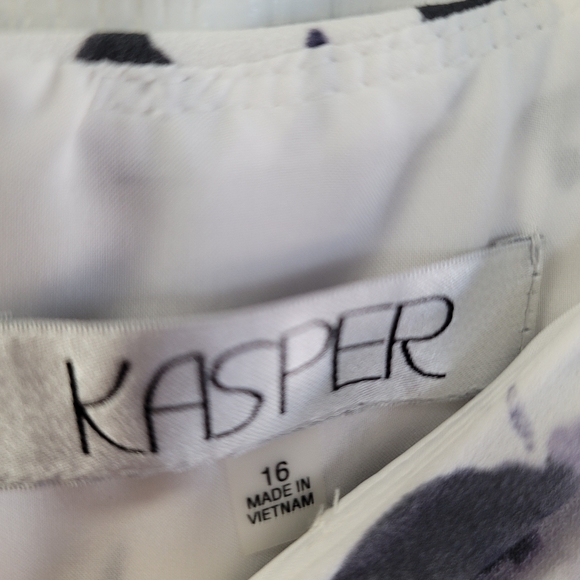 KASPER
16
MADE IN
VIETNAM